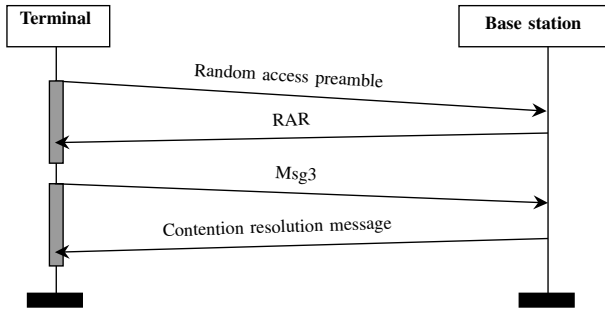 Terminal
Base station
Random access preamble
RAR
Msg3
Contention resolution message